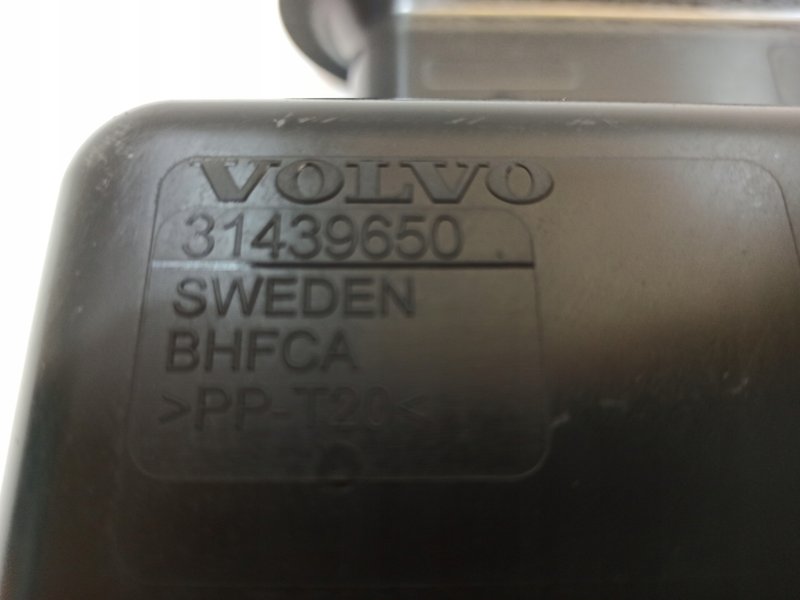 VOLVO
31439650
SWEDEN
BHFCA
>PP-T20<